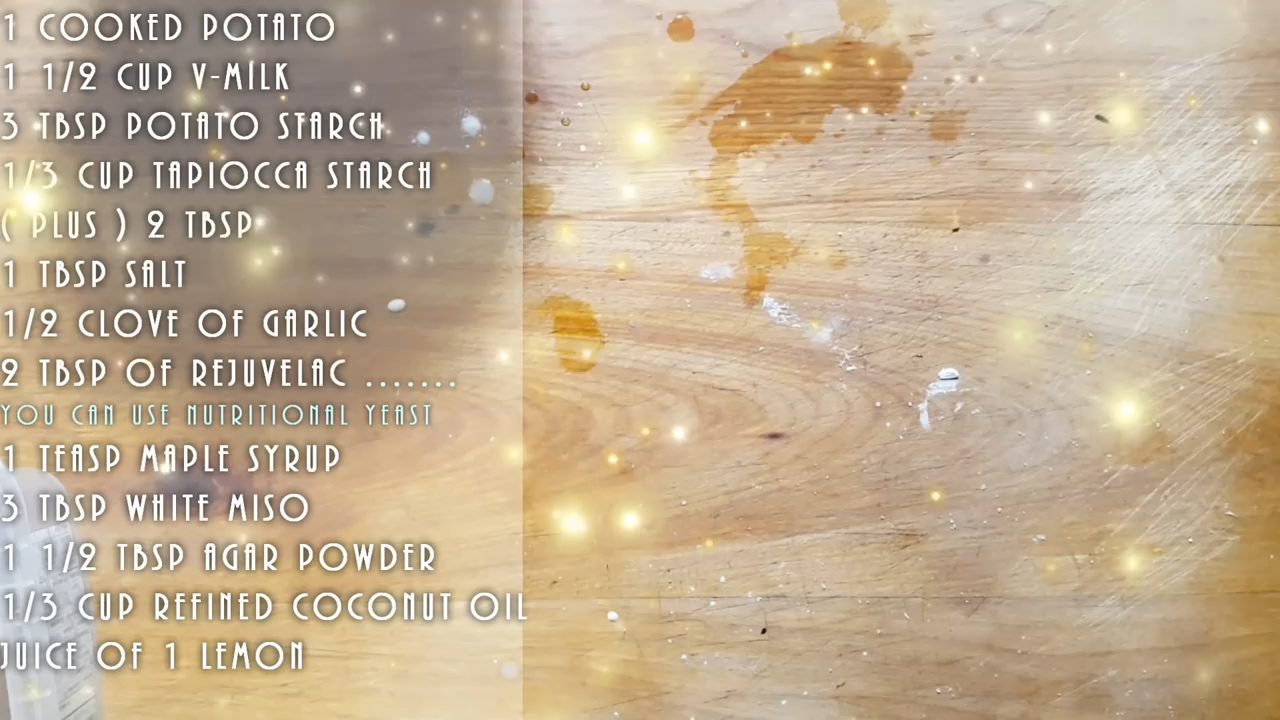 1 COOKED POTATO
1 1/2 CUP V-MILK
3 TBSP POTATO STARCH
1/3 CUP TAPIOCCA STARCH
( PLUS ) 2 TBSP
1 TBSP SALT
1/2 CLOVE OF GARLIC
2 TBSP OF REJUVELAC .......
YOU CAN USE NUTRITIONAL YEAST
1 TEASP MAPLE SYRUP
3 TBSP WHITE MISO
1 1/2 TBSP AGAR POWDER
1/3 CUP REFINED COCONUT OIL
JUICE OF 1 LEMON